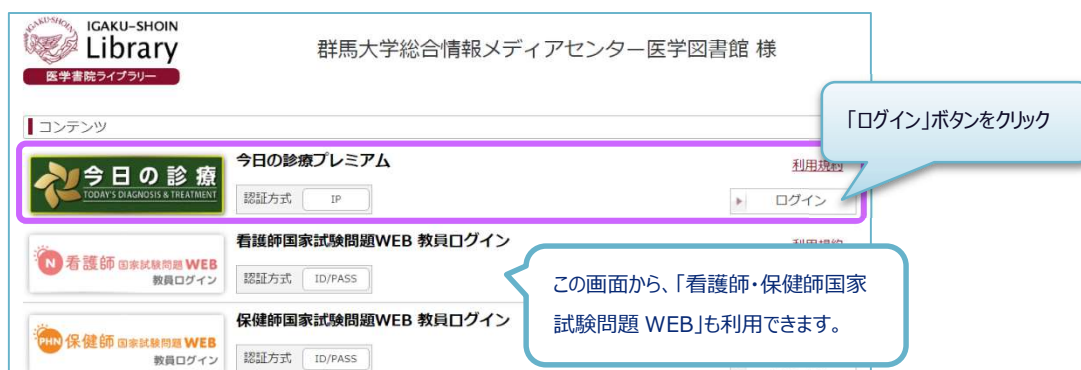 IGAKU-SHOIN
Library
医学書院ライブラリー
群馬大学総合情報メディアセンター医学図書館 様
「ログイン」ボタンをクリック
コンテンツ
今日の診療
TODAY'S DIAGNOSIS & TREATMENT
今日の診療プレミアム
利用規約
認証方式 IP
ログイン
N 看護師 国家試験問題 WEB
教員ログイン
看護師国家試験問題WEB 教員ログイン
利用規約
認証方式 ID/PASS
この画面から、「看護師・保健師国家
試験問題 WEB」も利用できます。
PHN 保健師 国家試験問題 WEB
教員ログイン
保健師国家試験問題WEB 教員ログイン
認証方式 ID/PASS